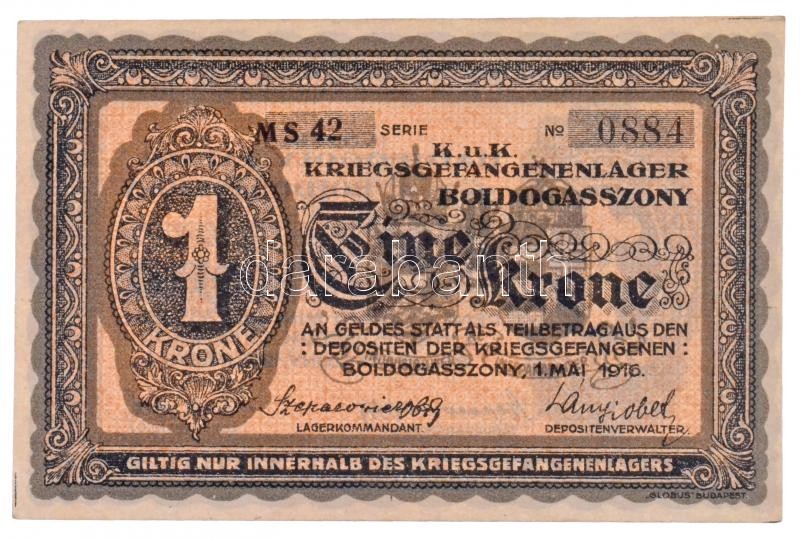 MS 42 SERIE No 0884
K.u.K.
KRIEGSGEFANGENENLAGER
BOLDOGASSZONY
1
KRONE
Eine
Krone
AN GELDES STATT ALS TEILBETRAG AUS DEN
: DEPOSITEN DER KRIEGSGEFANGENEN :
BOLDOGASSZONY, 1. MAI 1916.
LAGERKOMMANDANT. DEPOSITENVERWALTER.
GILTIG NUR INNERHALB DES KRIEGSGEFANGENENLAGERS
„GLOBUS" BUDAPEST
darabanth